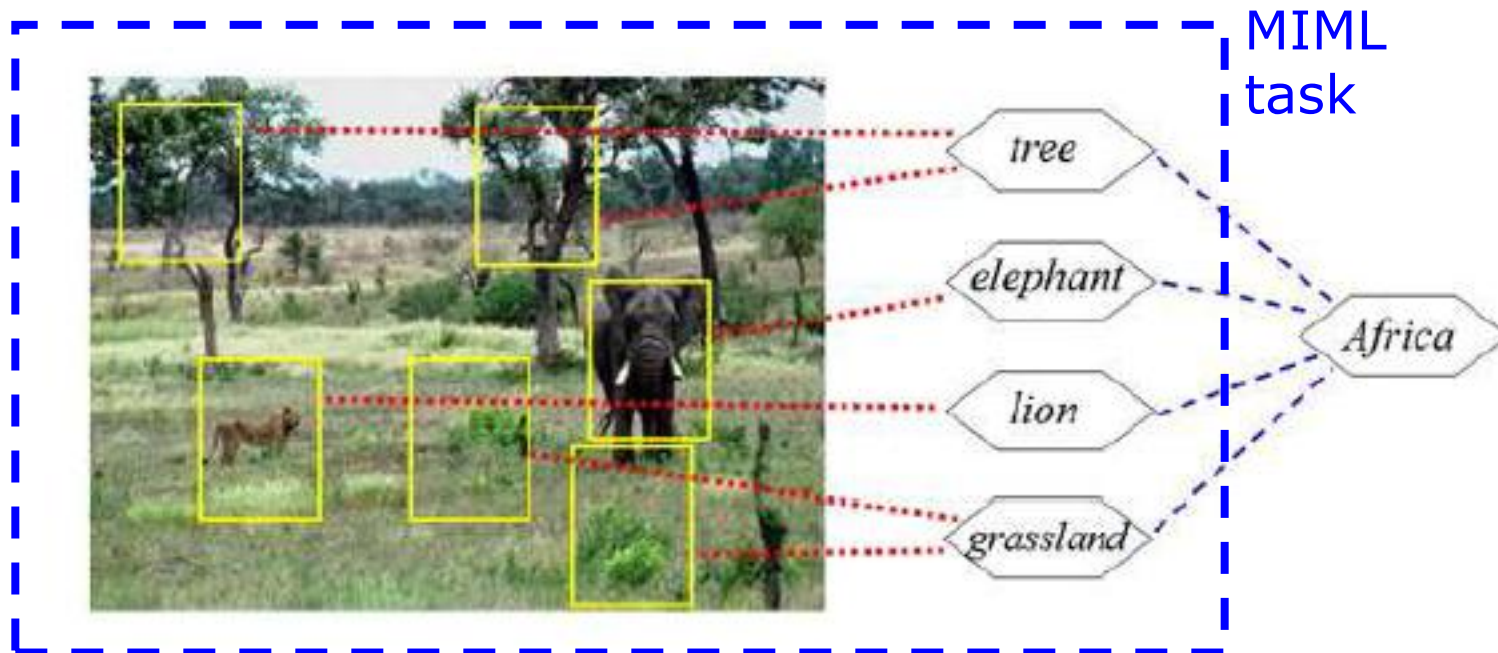 MIML
task
tree
elephant
lion
grassland
Africa